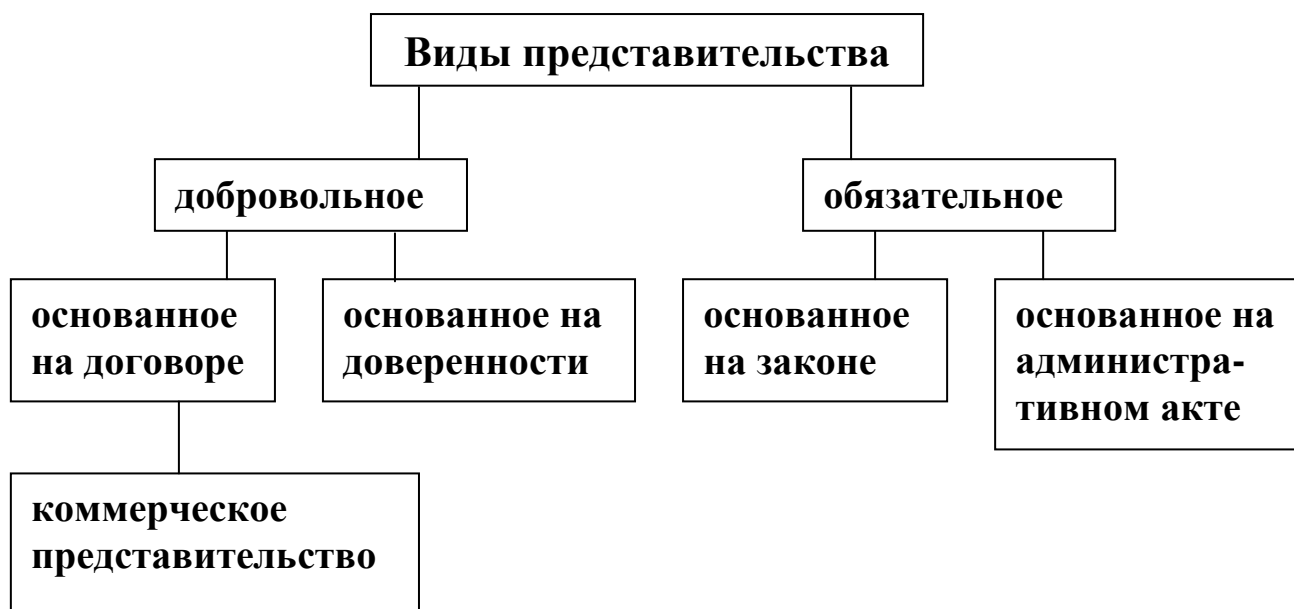 Виды представительства
добровольное
обязательное
основанное
на договоре
основанное на
доверенности
основанное
на законе
основанное на
администра-
тивном акте
коммерческое
представительство